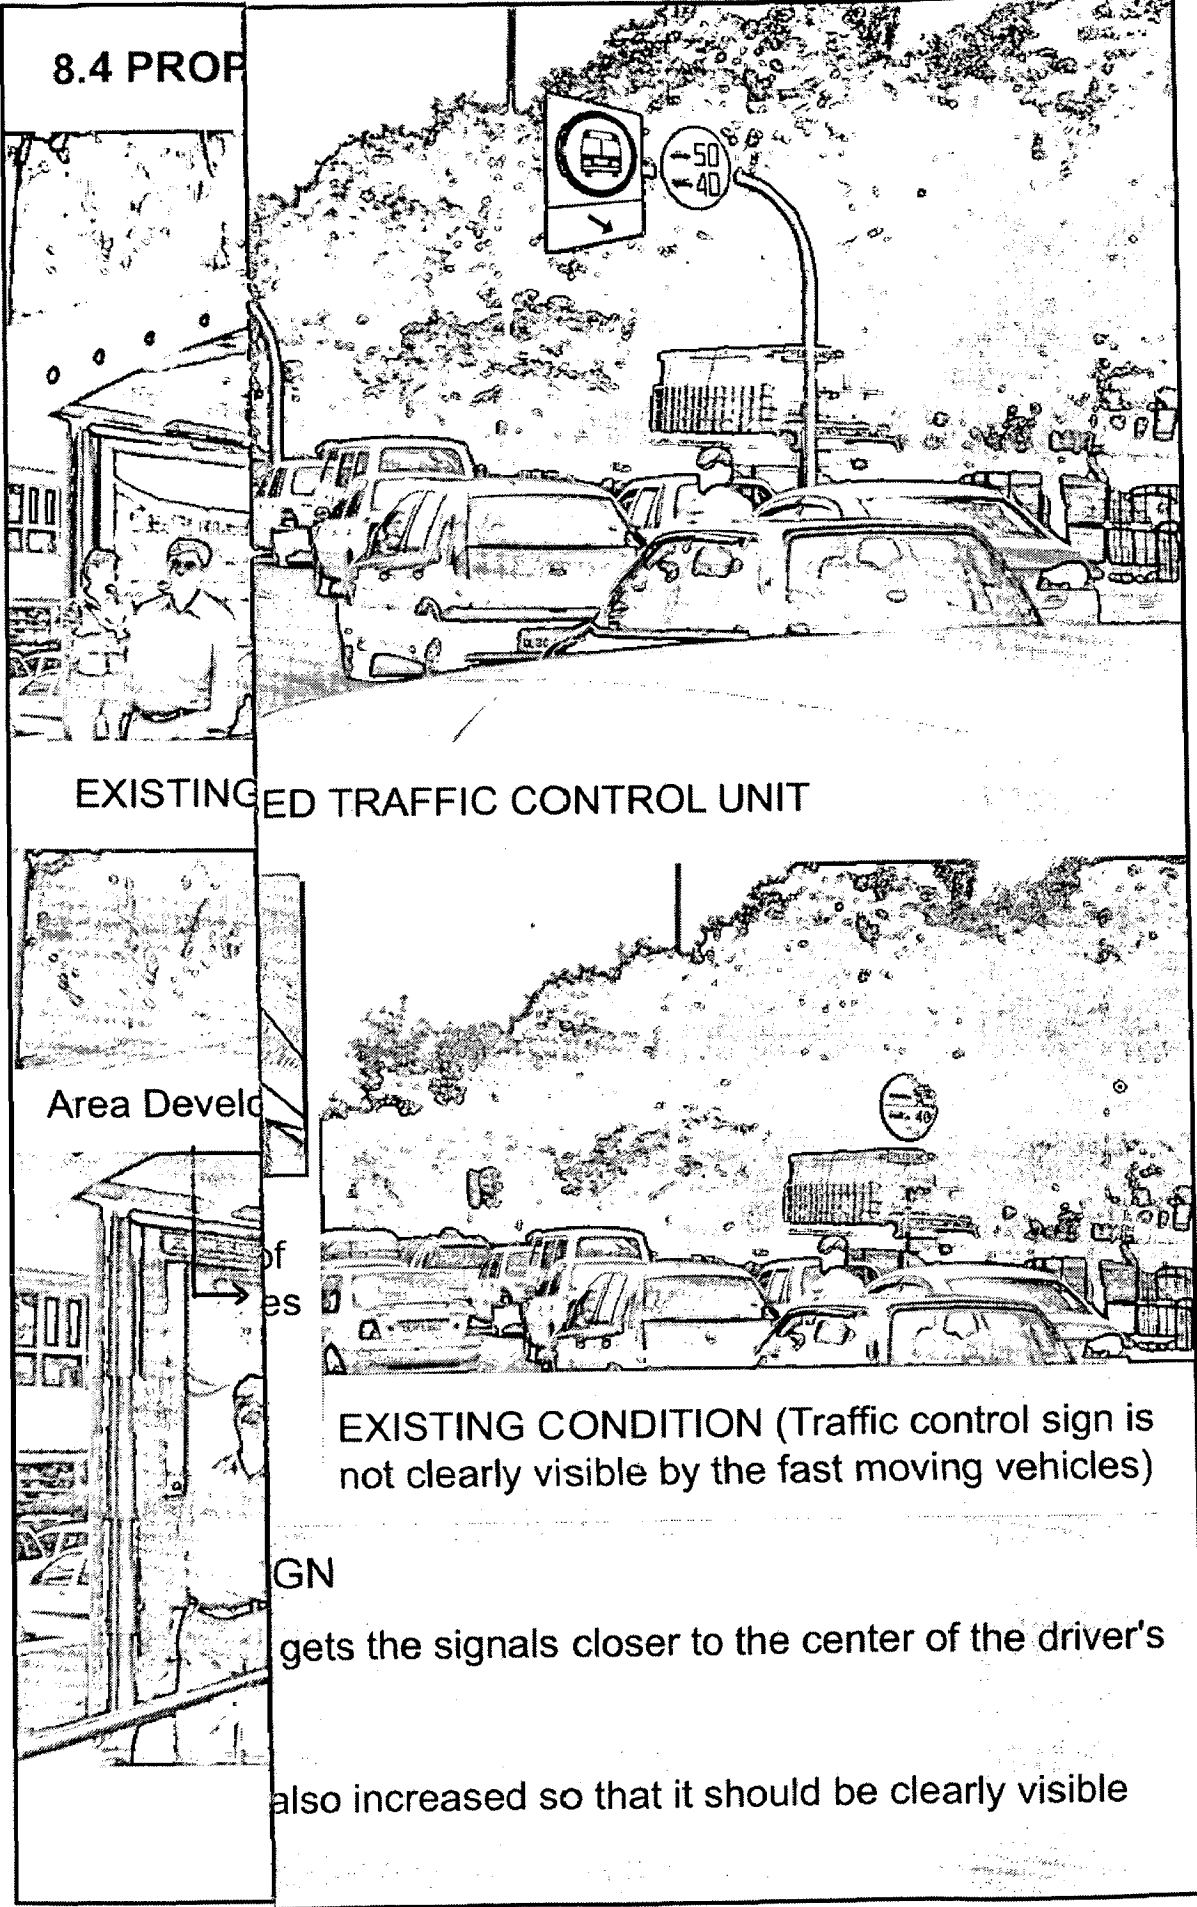 8.4 PROP
50
40
EXISTING
ED TRAFFIC CONTROL UNIT
Area Develo
of
es
40
EXISTING CONDITION (Traffic control sign is
not clearly visible by the fast moving vehicles)
GN
gets the signals closer to the center of the driver's
also increased so that it should be clearly visible